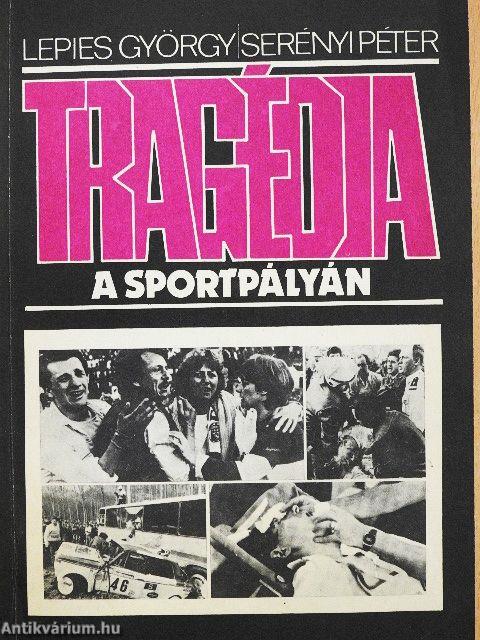 LEPIES GYÖRGY|SERÉNYI PÉTER
TRAGÉDIA
A SPORTPÁLYÁN
46
Antikvárium.hu